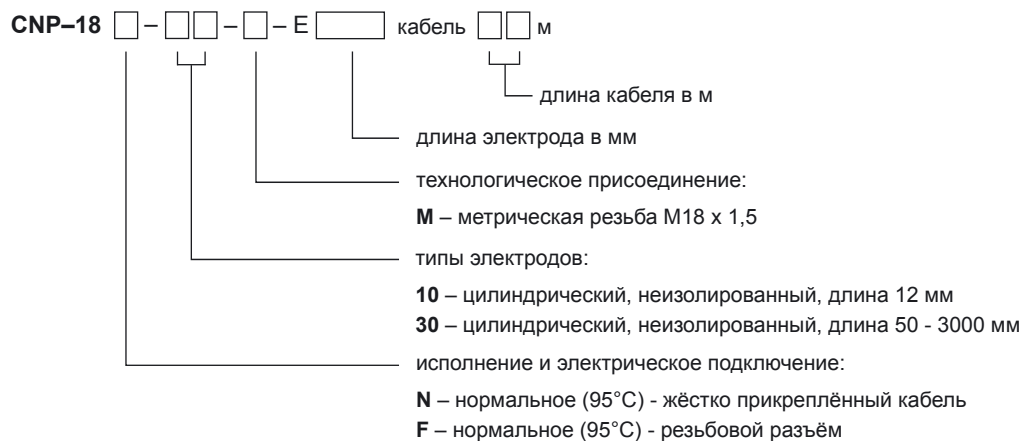 CNP–18 □ – □□ – □ – E □ кабель □□ м
длина кабеля в м
длина электрода в мм
технологическое присоединение:
M – метрическая резьба M18 x 1,5
типы электродов:
10 – цилиндрический, неизолированный, длина 12 мм
30 – цилиндрический, неизолированный, длина 50 - 3000 мм
исполнение и электрическое подключение:
N – нормальное (95°C) - жёстко прикреплённый кабель
F – нормальное (95°C) - резьбовой разъём